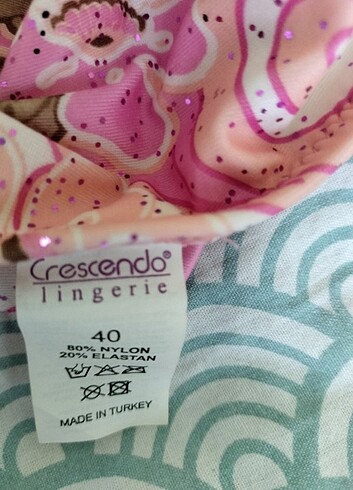 Crescendo®
lingerie
40
80% NYLON
20% ELASTAN
MADE IN TURKEY